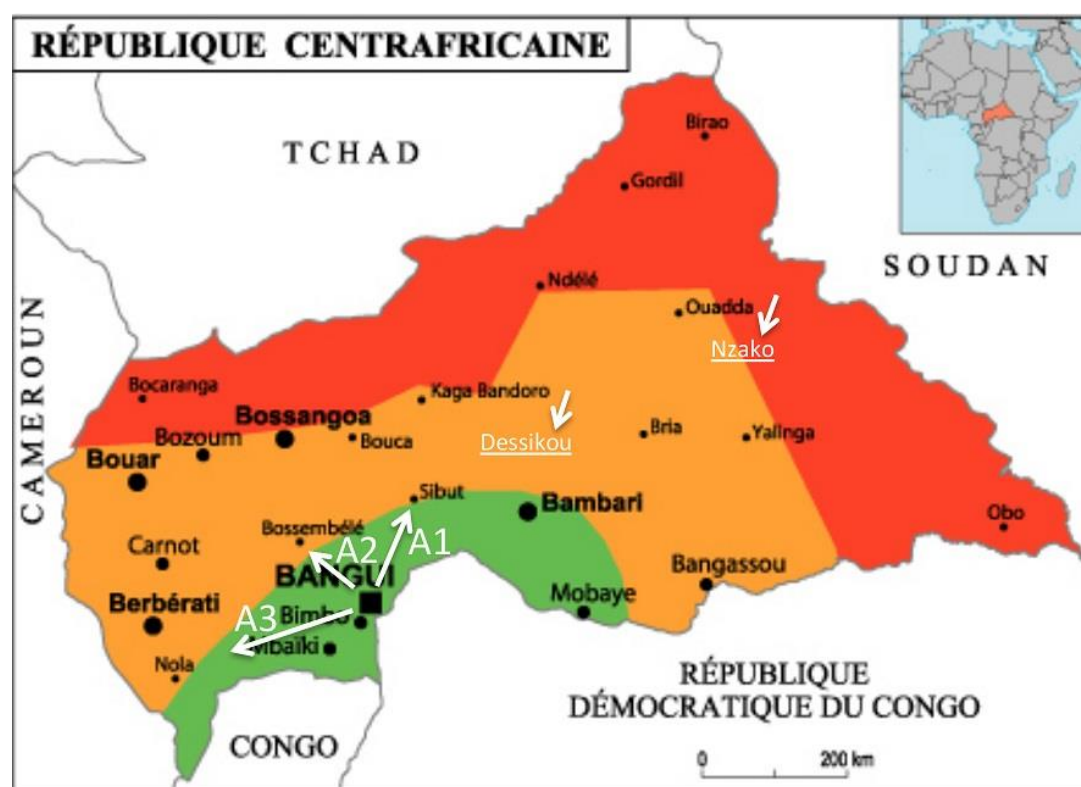 RÉPUBLIQUE CENTRAFRICAINE
TCHAD
Birao
Gordil
SOUDAN
Ndélé
Ouadda
Nzako
CAMEROUN
Bocaranga
Kaga Bandoro
Bossangoa
Bozoum
Bouca
Dessikou
Bria
Yalinga
Bouar
Sibut
Bambari
Obo
Bossembélé
A2
A1
Carnot
BANGUI
Bangassou
Berbérati
A3
Bimbo
Mobaye
Mbaïki
Nola
RÉPUBLIQUE
DÉMOCRATIQUE DU CONGO
CONGO
0 200 km